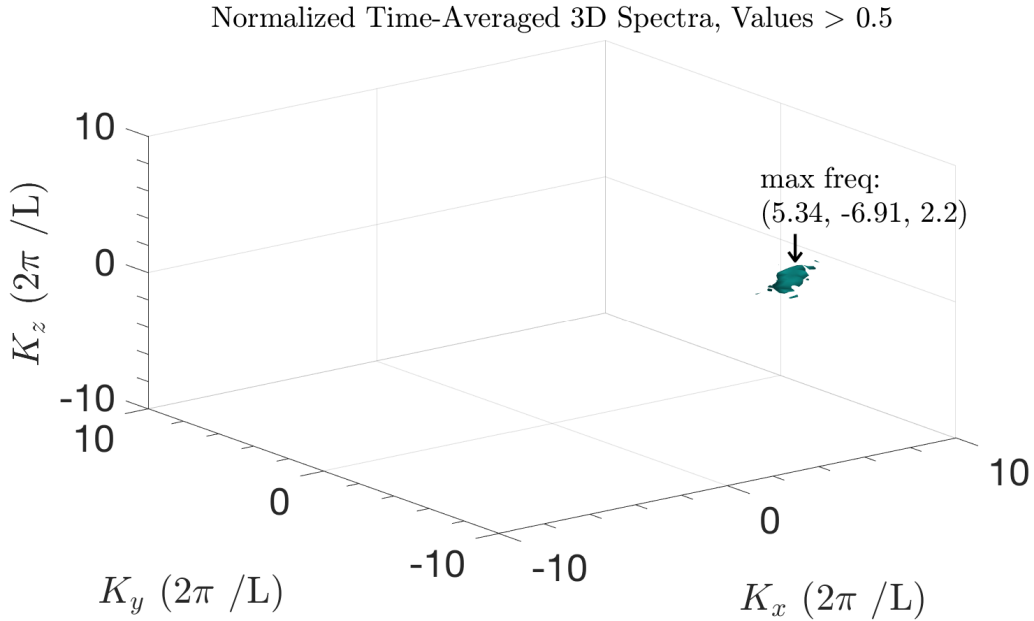 Normalized Time-Averaged 3D Spectra, Values > 0.5
10
max freq:
(5.34, -6.91, 2.2)
0
K_z (2π /L)
-10
10
10
0
0
-10
-10
K_y (2π /L)
K_x (2π /L)